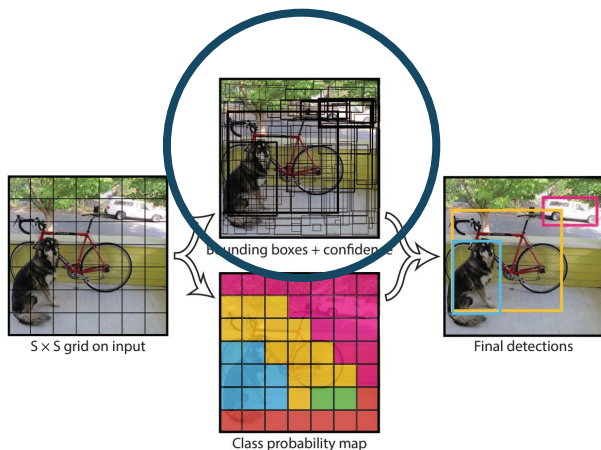 Bounding boxes + confidence
S × S grid on input
Final detections
Class probability map